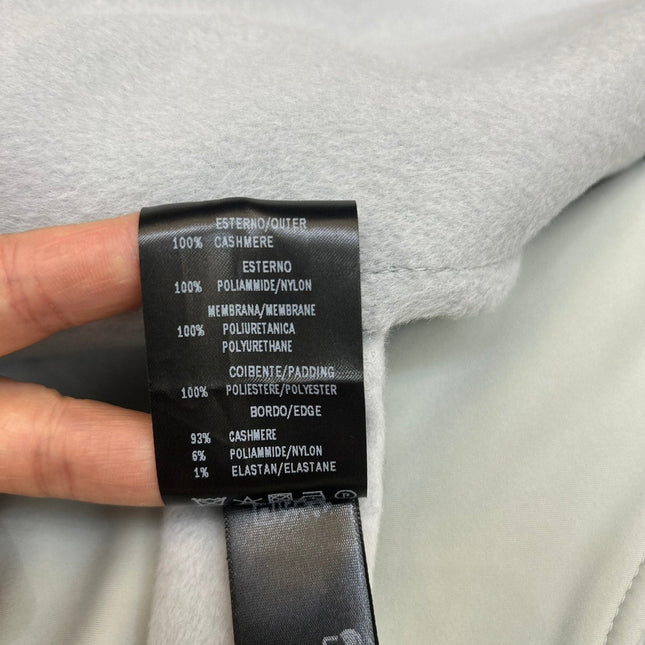 ESTERNO/OUTER
100% CASHMERE
ESTERNO
100% POLIAMMIDE/NYLON
MEMBRANA/MEMBRANE
100% POLIURETANICA
POLYURETHANE
COIBENTE/PADDING
100% POLIESTERE/POLYESTER
BORDO/EDGE
93% CASHMERE
6% POLIAMMIDE/NYLON
1% ELASTAN/ELASTANE